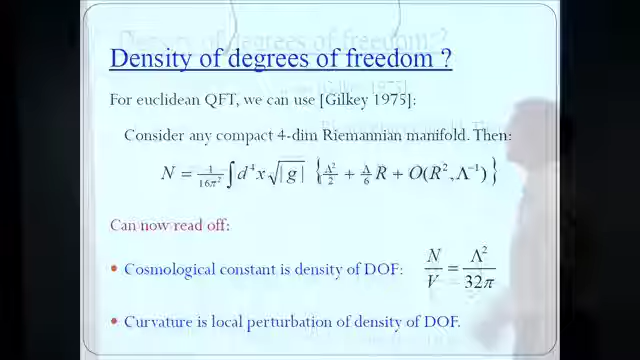 Density of degrees of freedom ?
For euclidean QFT, we can use [Gilkey 1975]:
Consider any compact 4-dim Riemannian manifold. Then:
N = 1/16π² ∫ d⁴x √|g| { Λ²/2 + Λ/6 R + O(R², Λ⁻¹) }
Can now read off:
• Cosmological constant is density of DOF: N/V = Λ²/32π
• Curvature is local perturbation of density of DOF.